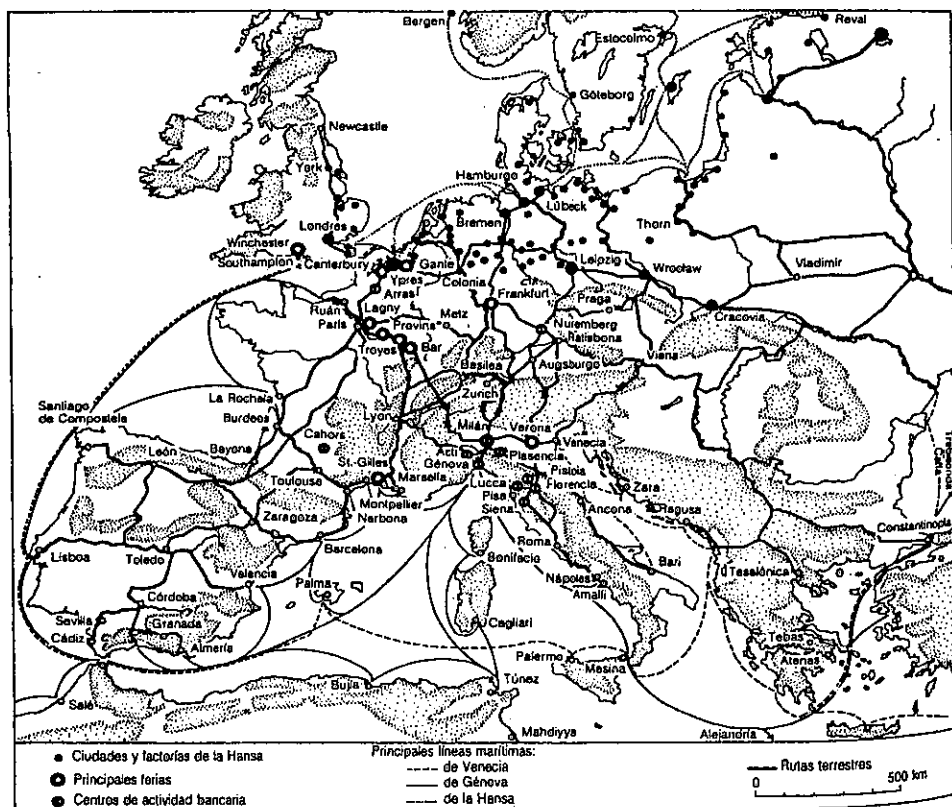 Bergen
Estocolmo
Reval
Göteborg
Newcastle
York
Hamburgo
Lübeck
Bremen
Thorn
Londres
Winchester
Southampton
Canterbury
Gante
Ypres
Arras
Colonia
Leipzig
Wrocław
Vladimir
Frankfurt
Praga
Cracovia
Ruán
Lagny
París
Provins
Metz
Troyes
Bar
Nuremberg
Ratisbona
Viena
Basilea
Augsburgo
Zurich
La Rochela
Burdeos
Lyon
Milán
Verona
Venecia
Santiago
de Compostela
Cahors
Asti
Plasencia
Génova
León
Bayona
St-Gilles
Marsella
Pistoia
Lucca
Florencia
Zara
Toulouse
Montpellier
Pisa
Ancona
Ragusa
Siena
Zaragoza
Narbona
Constantinopla
Lisboa
Toledo
Barcelona
Roma
Bonifacio
Bari
Tesalónica
Valencia
Palma
Nápoles
Amalfi
Córdoba
Sevilla
Granada
Cagliari
Tebas
Cádiz
Almería
Palermo
Mesina
Atenas
Salé
Bujía
Túnez
Mahdiyya
Alejandría
Ciudades y factorías de la Hansa
Principales ferias
Centros de actividad bancaria
Principales líneas marítimas:
de Venecia
de Génova
de la Hansa
Rutas terrestres
0 500 km